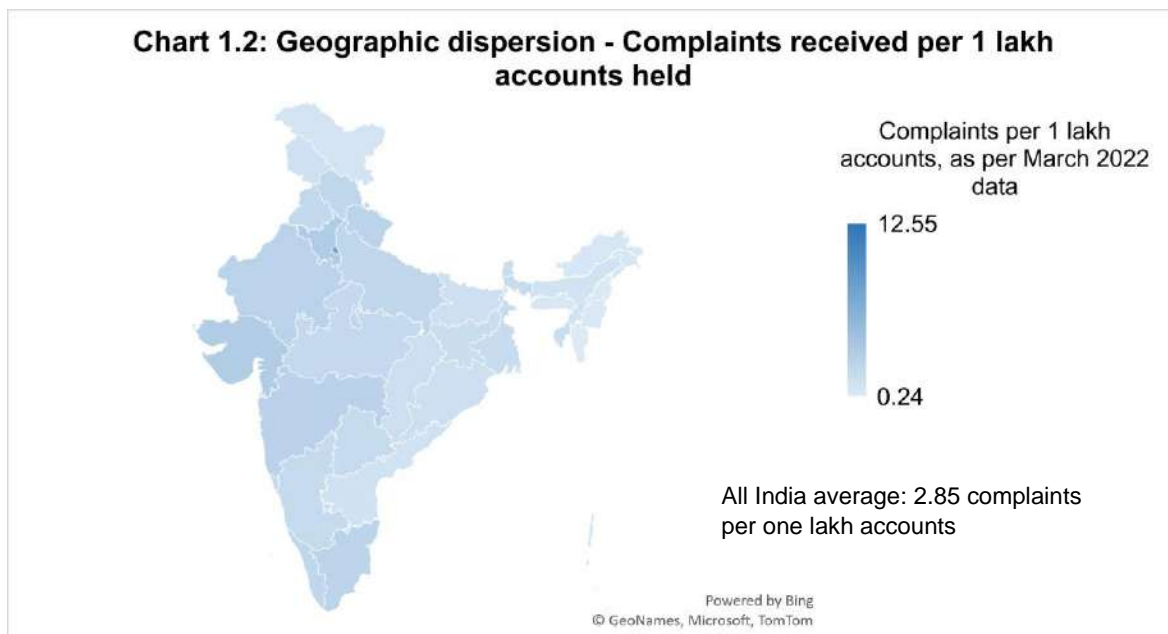 Chart 1.2: Geographic dispersion - Complaints received per 1 lakh
accounts held
Complaints per 1 lakh
accounts, as per March 2022
data
12.55
0.24
All India average: 2.85 complaints
per one lakh accounts
Powered by Bing
© GeoNames, Microsoft, TomTom